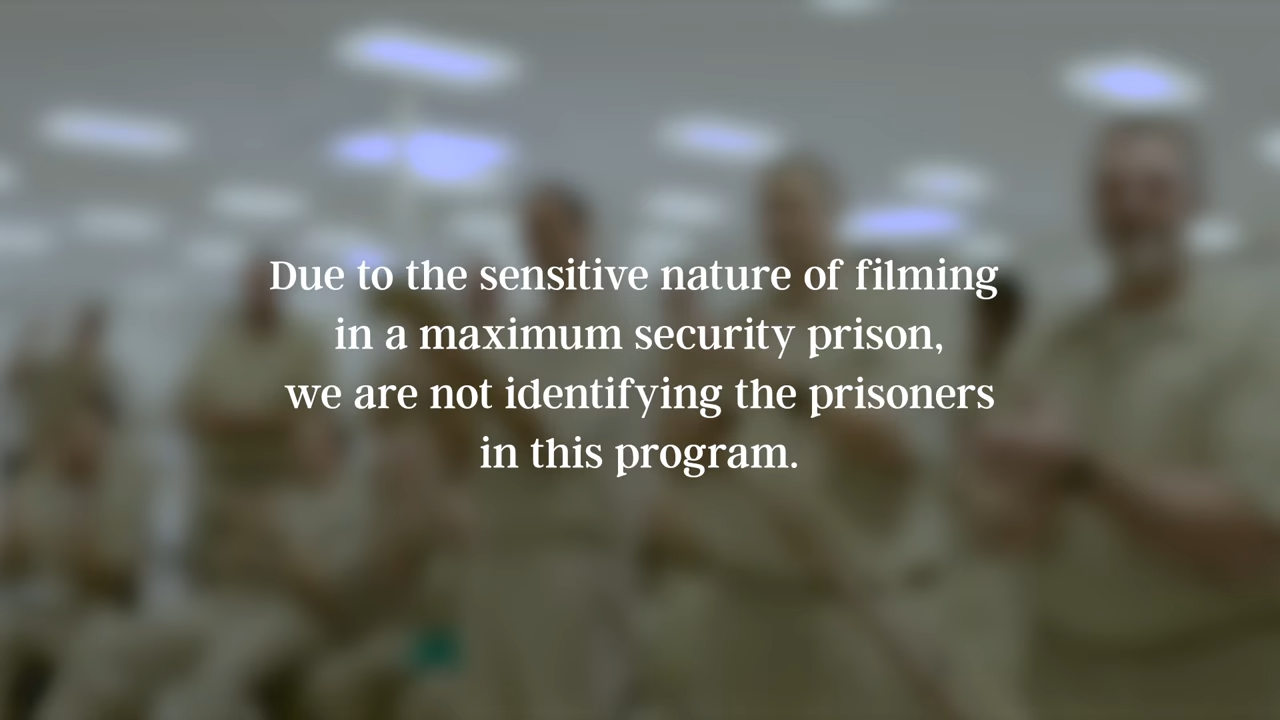 Due to the sensitive nature of filming
in a maximum security prison,
we are not identifying the prisoners
in this program.